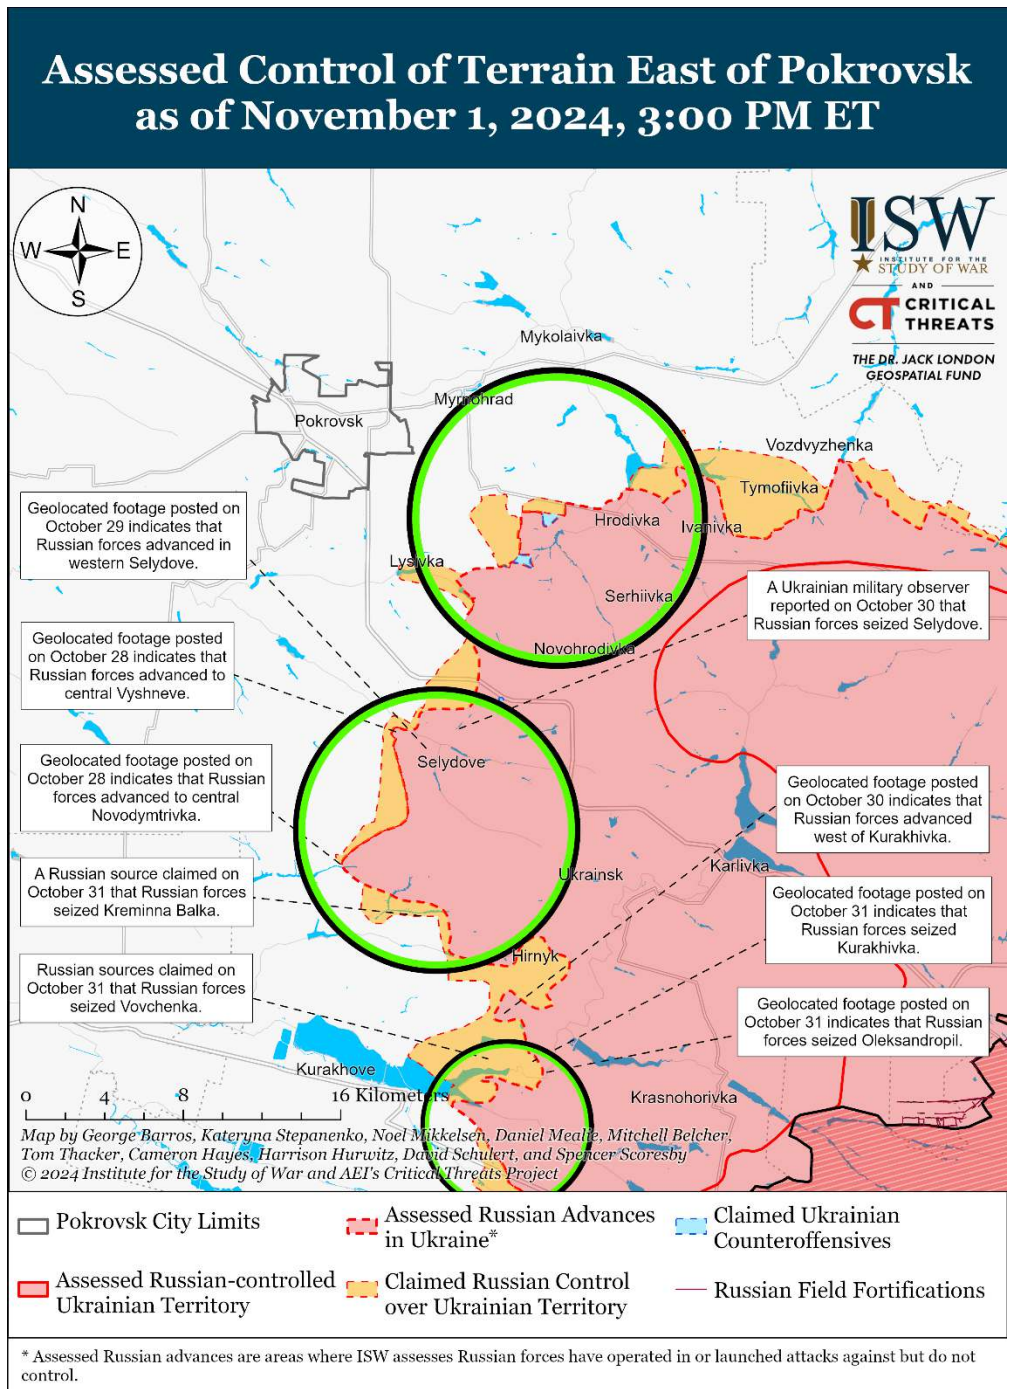 Assessed Control of Terrain East of Pokrovsk
as of November 1, 2024, 3:00 PM ET
N
W
E
S
ISW
INSTITUTE FOR THE
STUDY OF WAR
AND
CT CRITICAL
THREATS
THE DR. JACK LONDON
GEOSPATIAL FUND
Mykolaivka
Myrnohrad
Pokrovsk
Vozdvyzhenka
Tymofiivka
Hrodivka
Ivanivka
Lysivka
Serhiivka
Novohrodivka
Geolocated footage posted on
October 29 indicates that
Russian forces advanced in
western Selydove.
A Ukrainian military observer
reported on October 30 that
Russian forces seized Selydove.
Geolocated footage posted
on October 28 indicates that
Russian forces advanced to
central Vyshneve.
Selydove
Geolocated footage posted on
October 28 indicates that Russian
forces advanced to central
Novodymtrivka.
Geolocated footage posted
on October 30 indicates that
Russian forces advanced
west of Kurakhivka.
Karlivka
Ukrainsk
A Russian source claimed on
October 31 that Russian forces
seized Kreminna Balka.
Geolocated footage posted on
October 31 indicates that
Russian forces seized
Kurakhivka.
Hirnyk
Russian sources claimed on
October 31 that Russian forces
seized Vovchenka.
Geolocated footage posted on
October 31 indicates that Russian
forces seized Oleksandropil.
Kurakhove
Krasnohorivka
0 4 8 16 Kilometers
Map by George Barros, Kateryna Stepanenko, Noel Mikkelsen, Daniel Mealie, Mitchell Belcher,
Tom Thacker, Cameron Hayes, Harrison Hurwitz, David Schulert, and Spencer Scoresby
© 2024 Institute for the Study of War and AEI's Critical Threats Project
Pokrovsk City Limits
Assessed Russian Advances
in Ukraine*
Claimed Ukrainian
Counteroffensives
Assessed Russian-controlled
Ukrainian Territory
Claimed Russian Control
over Ukrainian Territory
Russian Field Fortifications
* Assessed Russian advances are areas where ISW assesses Russian forces have operated in or launched attacks against but do not
control.